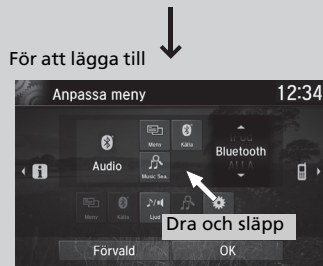 För att lägga till
Anpassa meny 12:34
Meny Källa
Audio
Music Sea.
Bluetooth
Meny Källa Ljud
Dra och släpp
Förvald OK